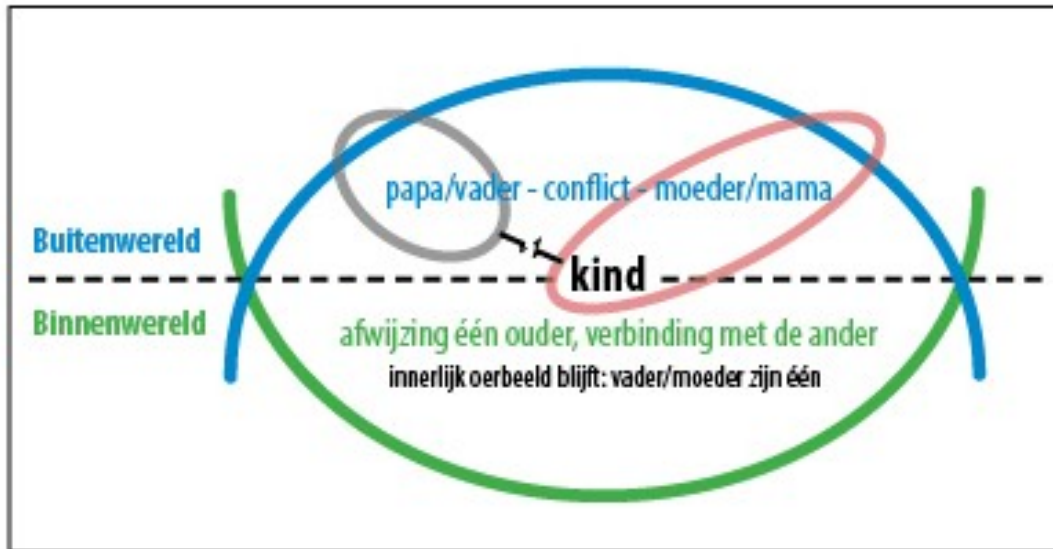 papa/vader - conflict - moeder/mama
Buitenwereld
kind
Binnenwereld
afwijzing één ouder, verbinding met de ander
innerlijk oerbeeld blijft: vader/moeder zijn één